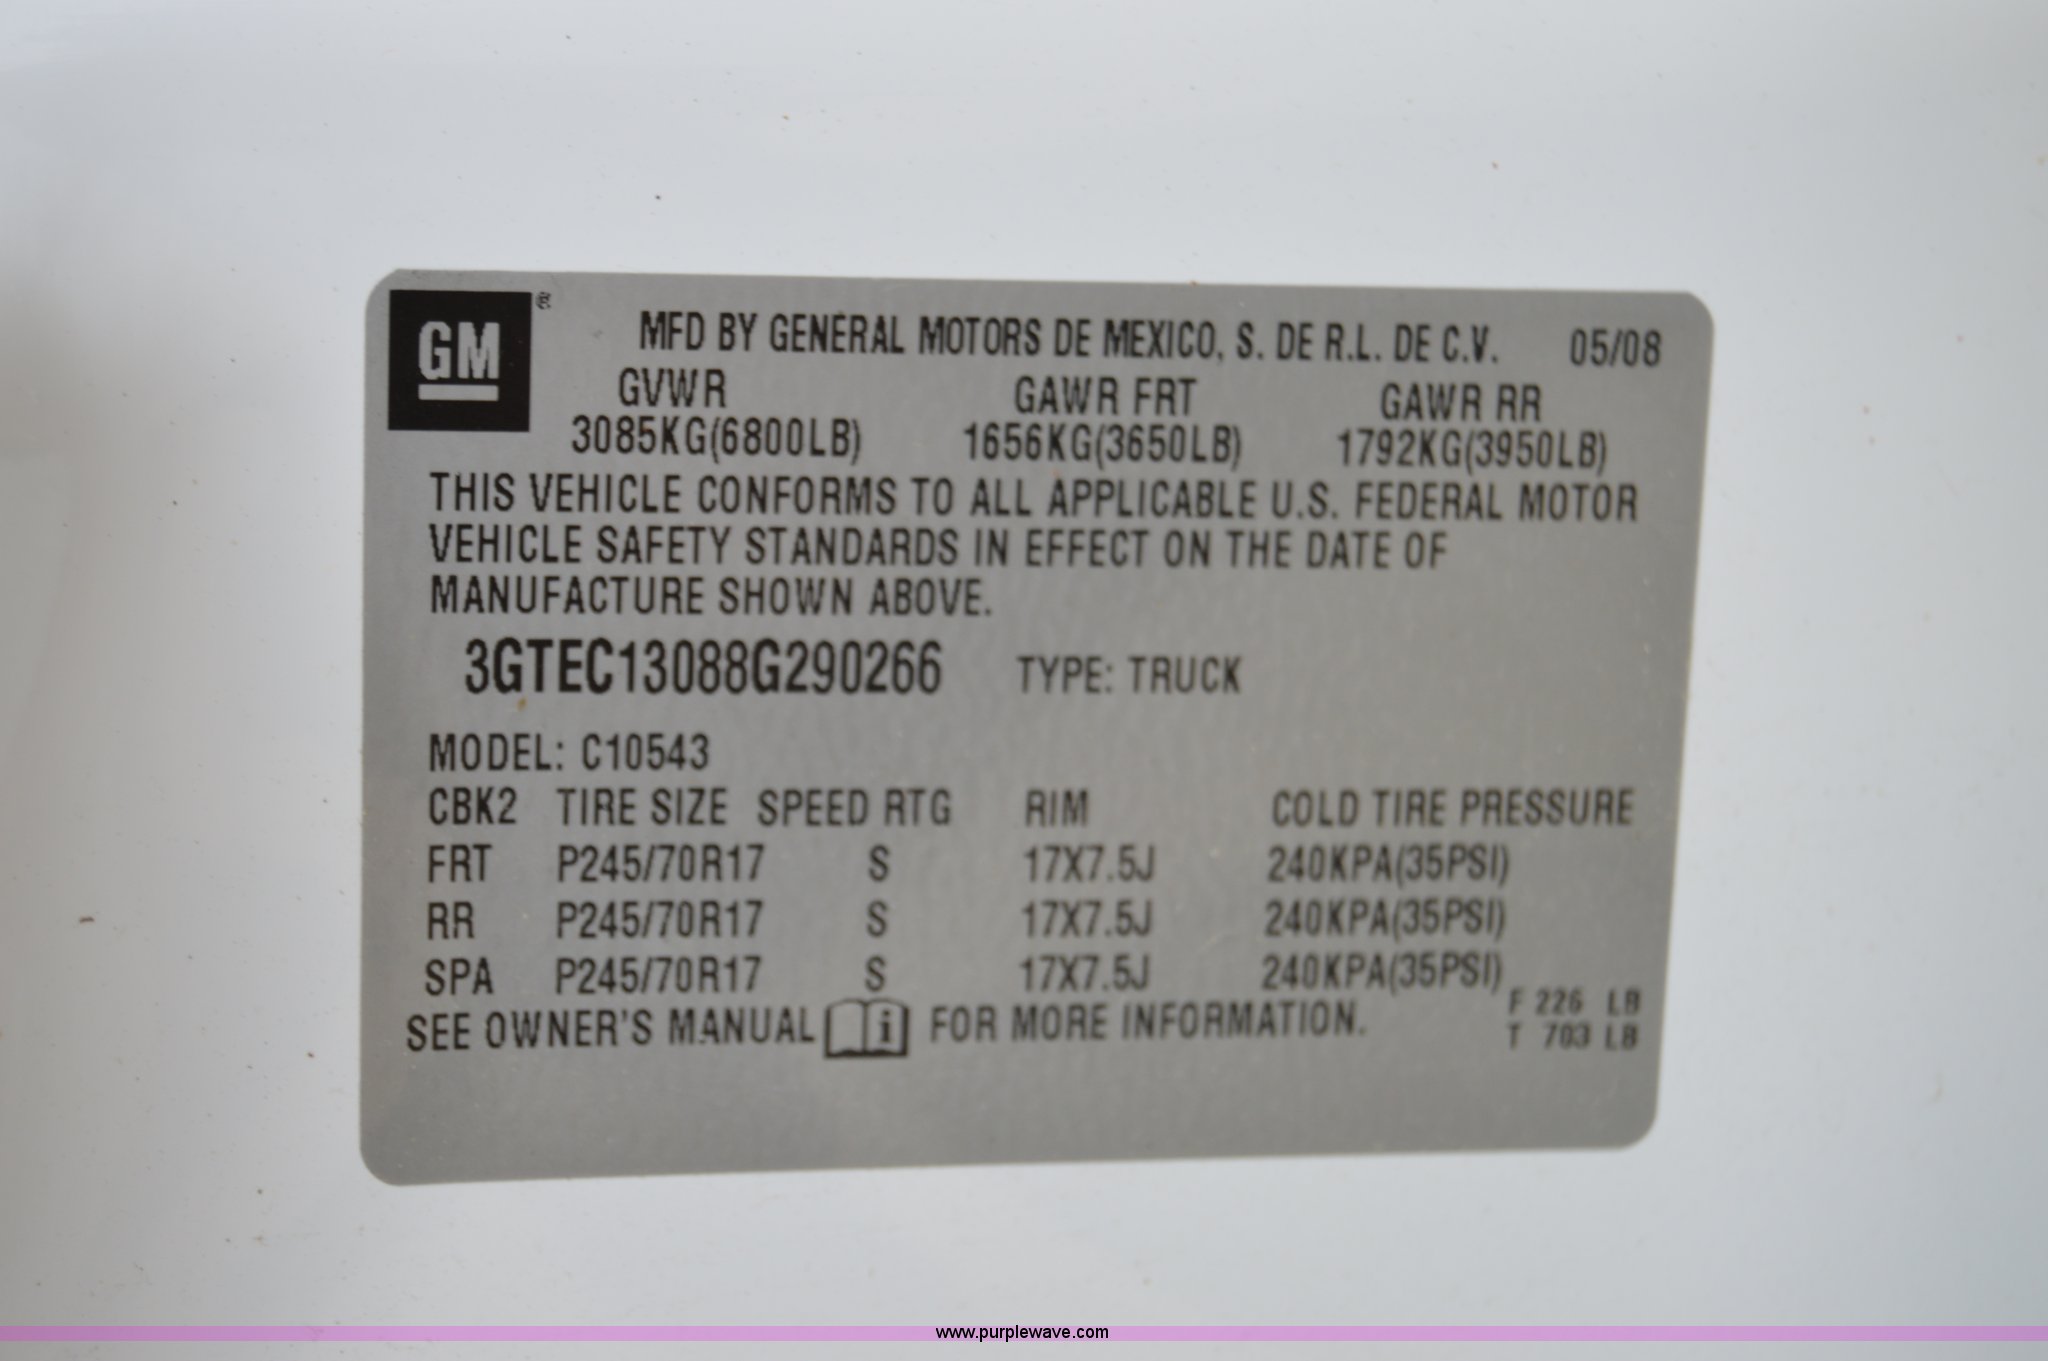 GM®
MFD BY GENERAL MOTORS DE MEXICO, S. DE R.L. DE C.V. 05/08
GVWR GAWR FRT GAWR RR
3085KG(6800LB) 1656KG(3650LB) 1792KG(3950LB)
THIS VEHICLE CONFORMS TO ALL APPLICABLE U.S. FEDERAL MOTOR
VEHICLE SAFETY STANDARDS IN EFFECT ON THE DATE OF
MANUFACTURE SHOWN ABOVE.
3GTEC13088G290266 TYPE: TRUCK
MODEL: C10543
CBK2 TIRE SIZE SPEED RTG RIM COLD TIRE PRESSURE
FRT P245/70R17 S 17X7.5J 240KPA(35PSI)
RR P245/70R17 S 17X7.5J 240KPA(35PSI)
SPA P245/70R17 S 17X7.5J 240KPA(35PSI)
F 226 LB
SEE OWNER'S MANUAL i FOR MORE INFORMATION. T 703 LB
www.purplewave.com